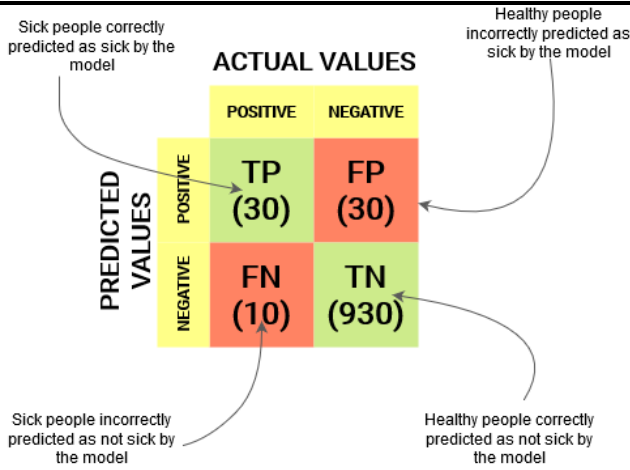 Sick people correctly
predicted as sick by the
model
Healthy people
incorrectly predicted as
sick by the model
ACTUAL VALUES
POSITIVE
NEGATIVE
PREDICTED
VALUES
POSITIVE
TP
(30)
FP
(30)
NEGATIVE
FN
(10)
TN
(930)
Sick people incorrectly
predicted as not sick by
the model
Healthy people correctly
predicted as not sick by
the model